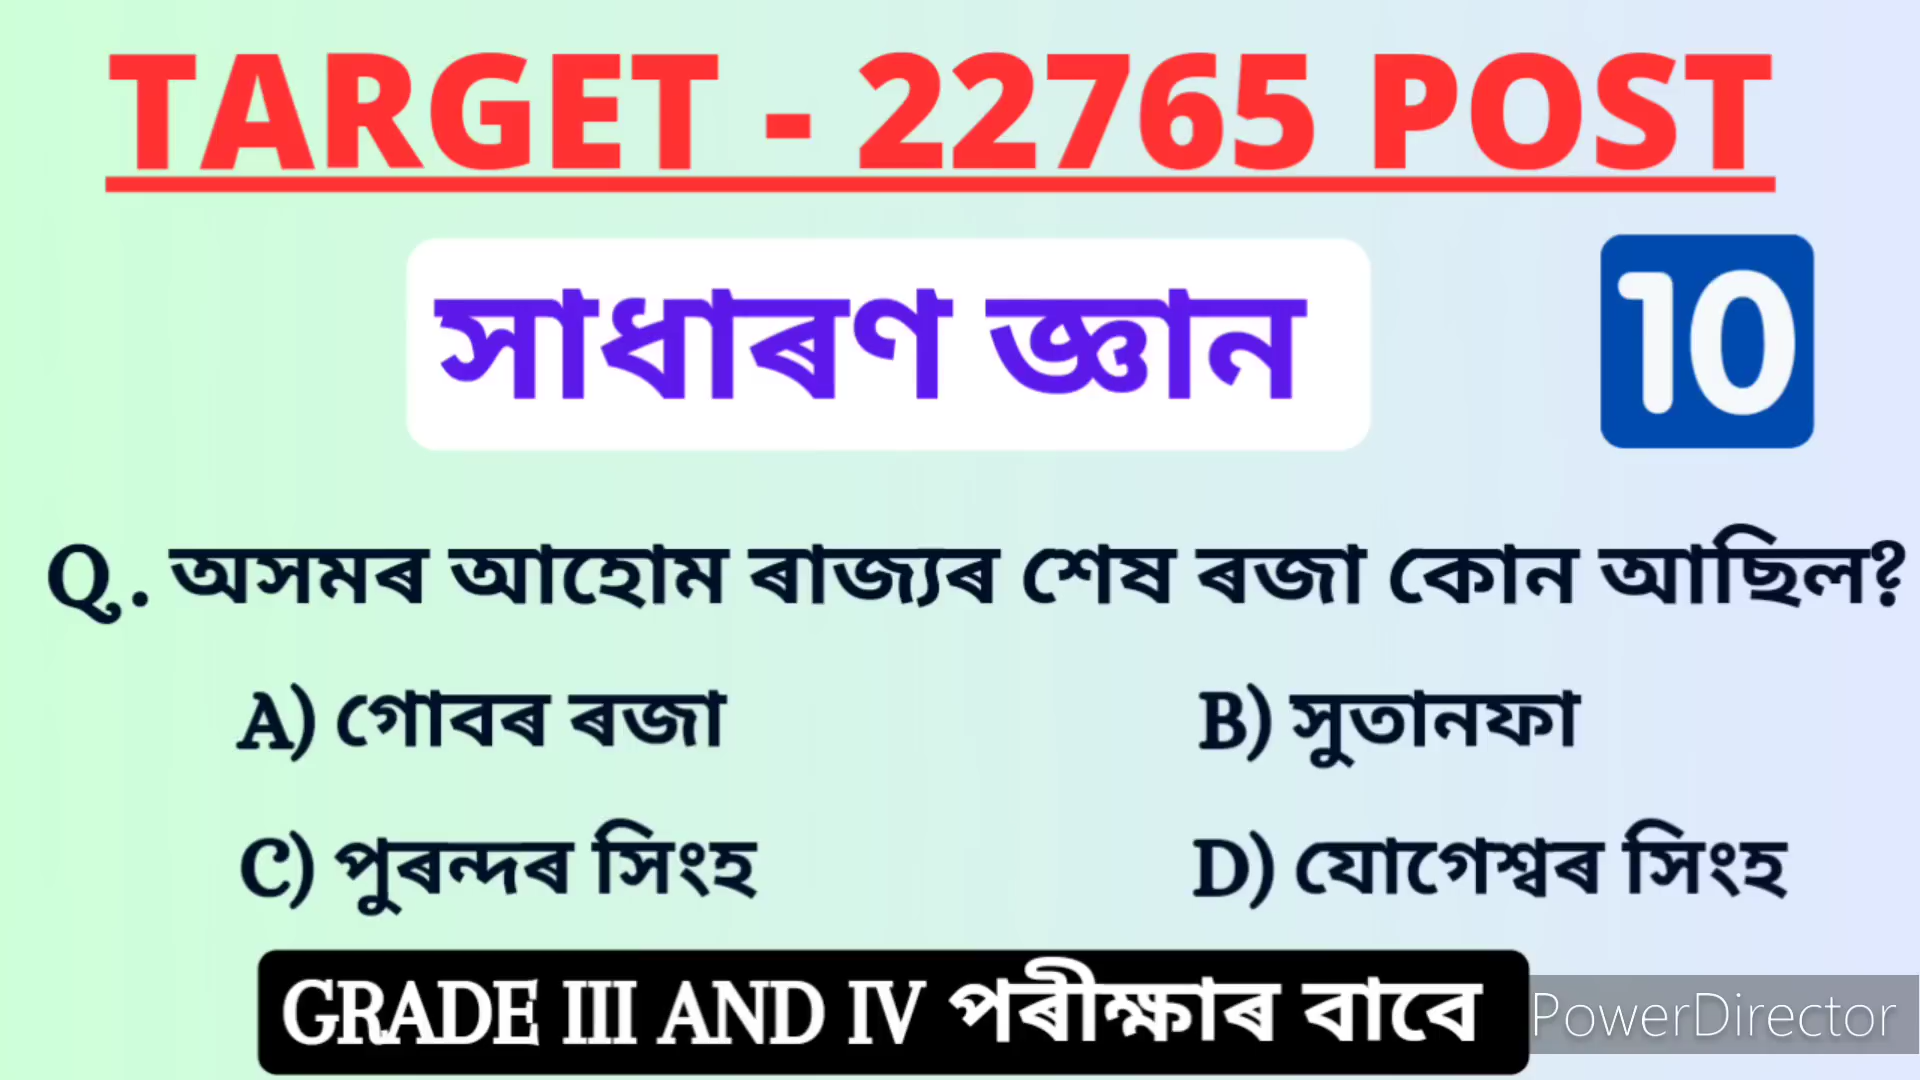 TARGET - 22765 POST
সাধাৰণ জ্ঞান
10
Q. অসমৰ আহোম ৰাজ্যৰ শেষ ৰজা কোন আছিল?
A) গোবৰ ৰজা
B) সুতানফা
C) পুৰন্দৰ সিংহ
D) যোগেশ্বৰ সিংহ
GRADE III AND IV পৰীক্ষাৰ বাবে
PowerDirector